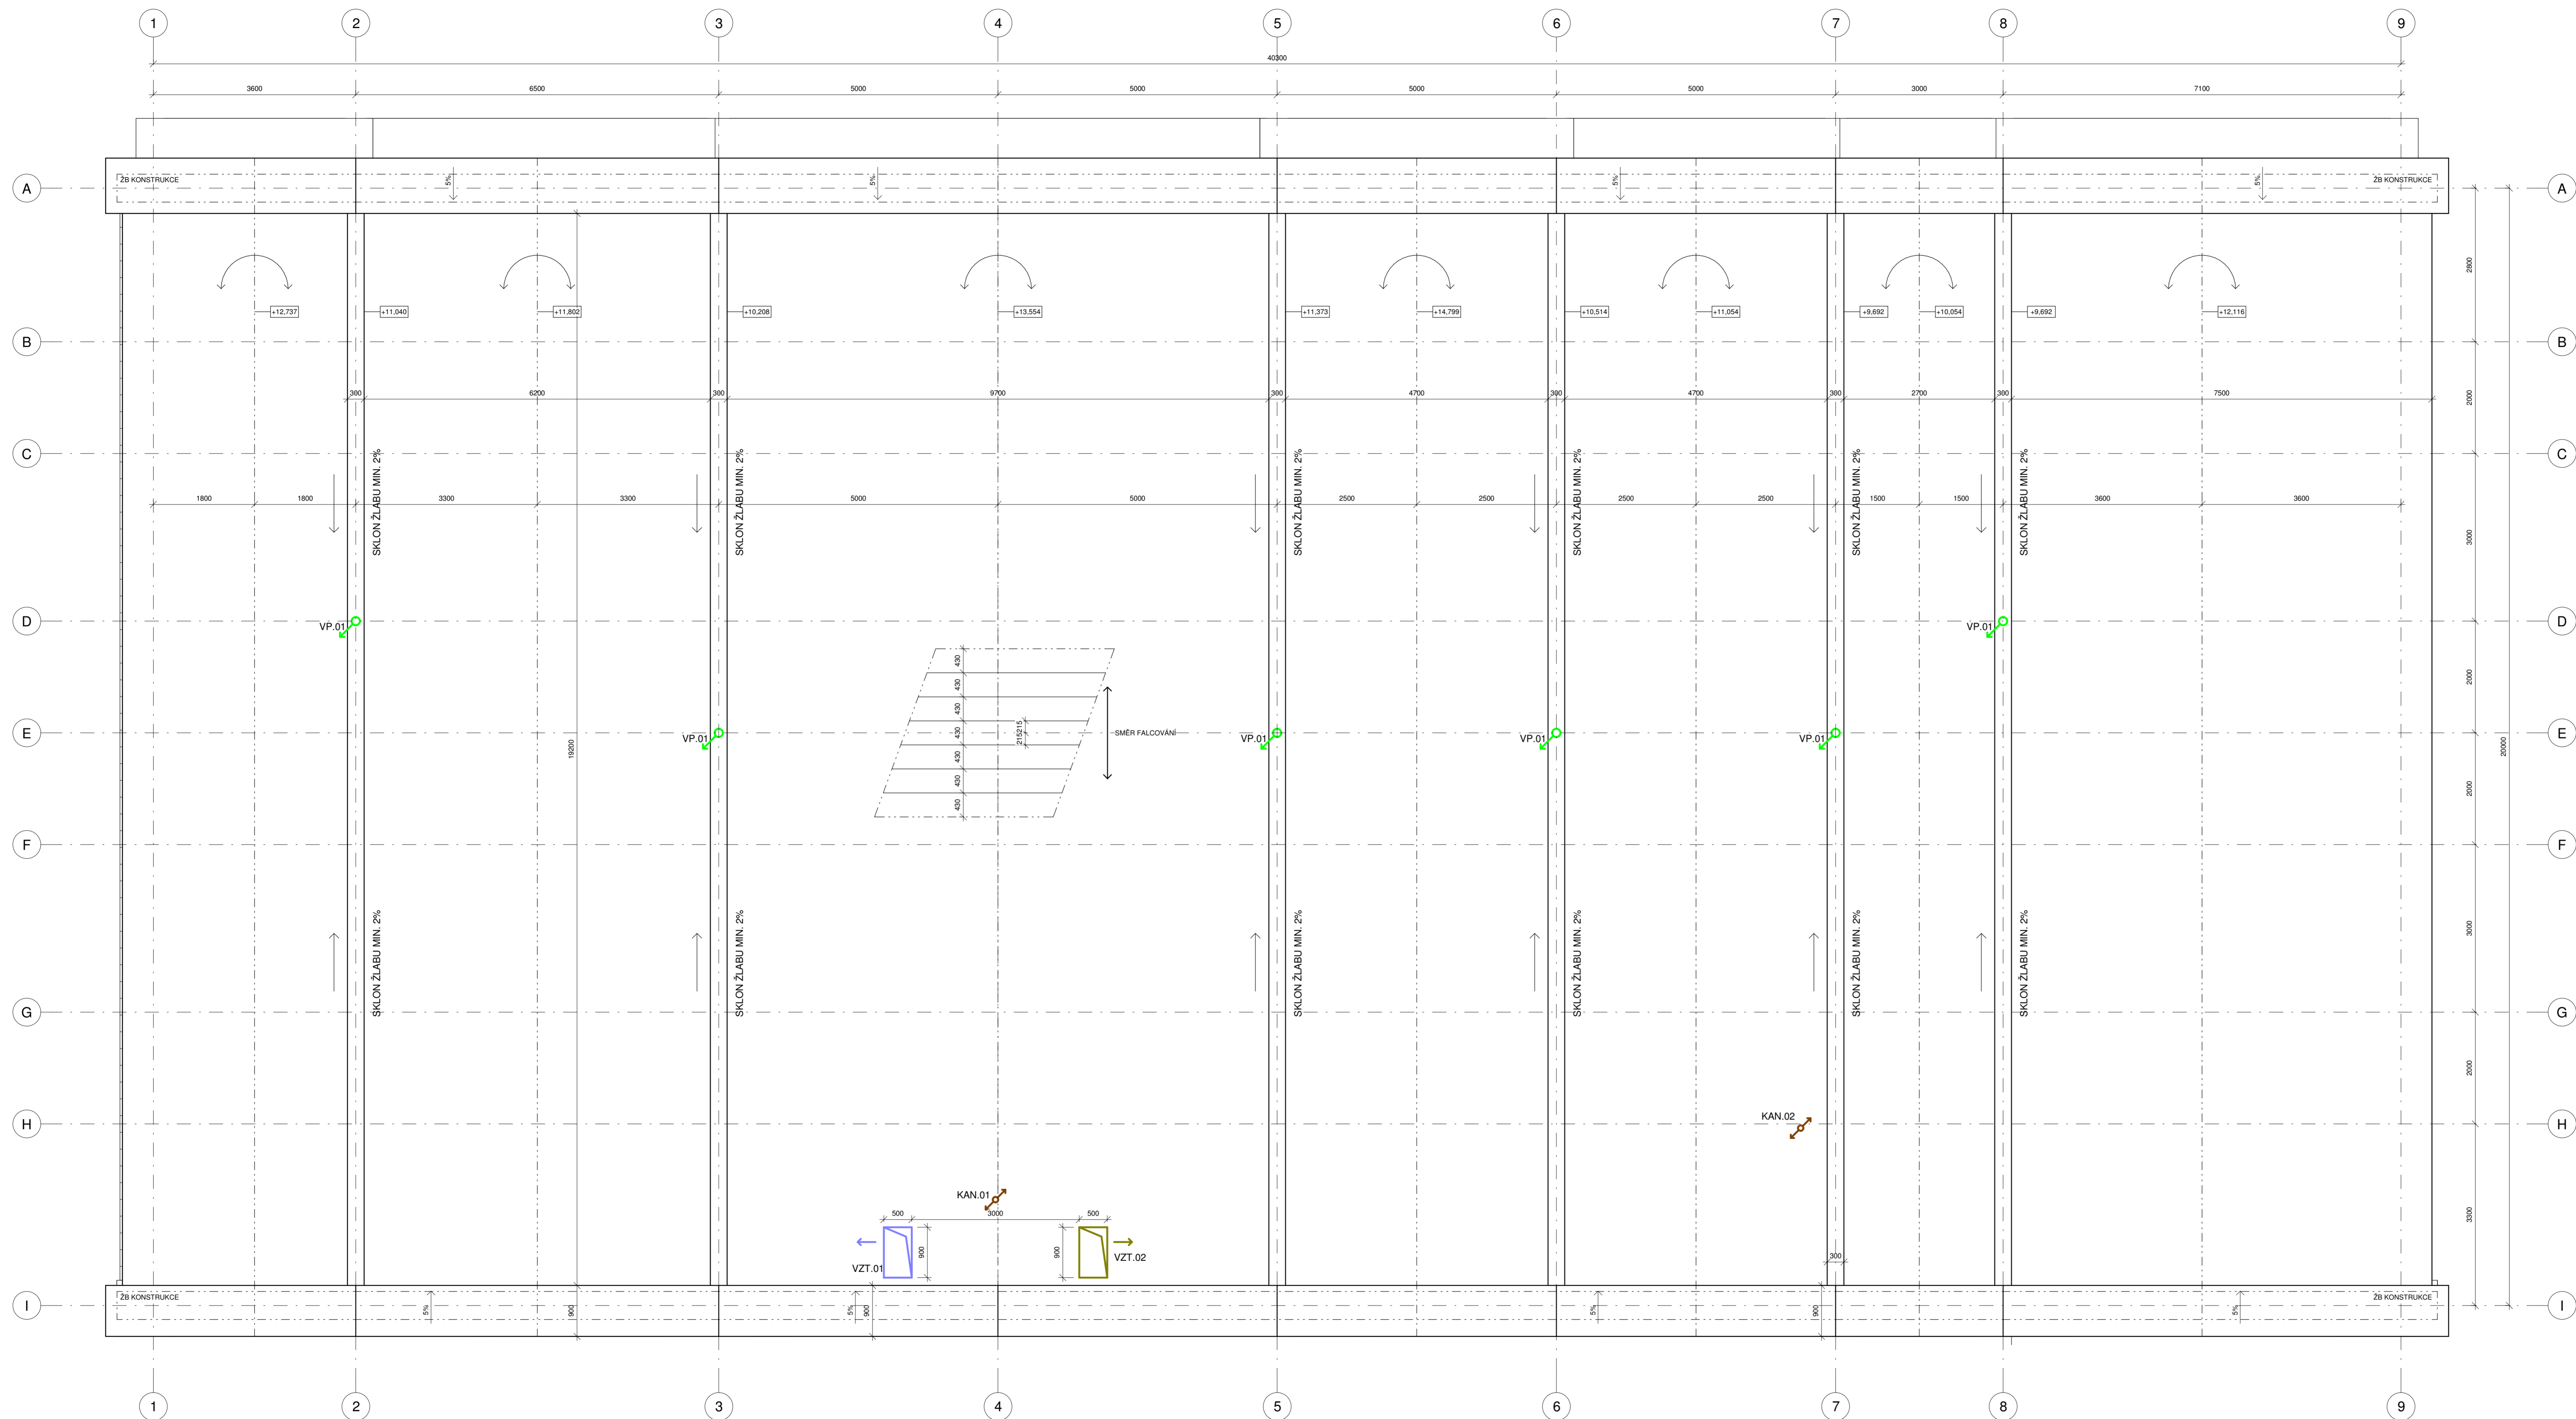 1 2 3 4 5 6 7 8 9
40300
3600 6500 5000 5000 5000 5000 3000 7100
A ŽB KONSTRUKCE 5% 5% 5% 5% ŽB KONSTRUKCE A
2800
+12,737 +11,040 +11,802 +10,208 +13,554 +11,373 +14,799 +10,514 +11,054 +9,692 +10,054 +9,692 +12,116
B B
300 6200 300 9700 300 4700 300 4700 300 2700 300 7500 2000
C C
SKLON ŽLABU MIN. 2% SKLON ŽLABU MIN. 2% SKLON ŽLABU MIN. 2% SKLON ŽLABU MIN. 2% SKLON ŽLABU MIN. 2% SKLON ŽLABU MIN. 2%
1800 1800 3300 3300 5000 5000 2500 2500 2500 2500 1500 1500 3600 3600
3000
D VP.01 VP.01 D
430
430
2000
430
E VP.01 430 215 215 SMĚR FALCOVÁNÍ VP.01 VP.01 VP.01 E
19200 20000
430
430
2000
430
F F
SKLON ŽLABU MIN. 2% SKLON ŽLABU MIN. 2% SKLON ŽLABU MIN. 2% SKLON ŽLABU MIN. 2% SKLON ŽLABU MIN. 2% SKLON ŽLABU MIN. 2%
3000
G G
2000
H KAN.02 H
KAN.01
500 3000 500
3300
900 900
VZT.01 VZT.02
300
I ŽB KONSTRUKCE 5% 900 5% 900 5% 900 5% ŽB KONSTRUKCE I
1 2 3 4 5 6 7 8 9